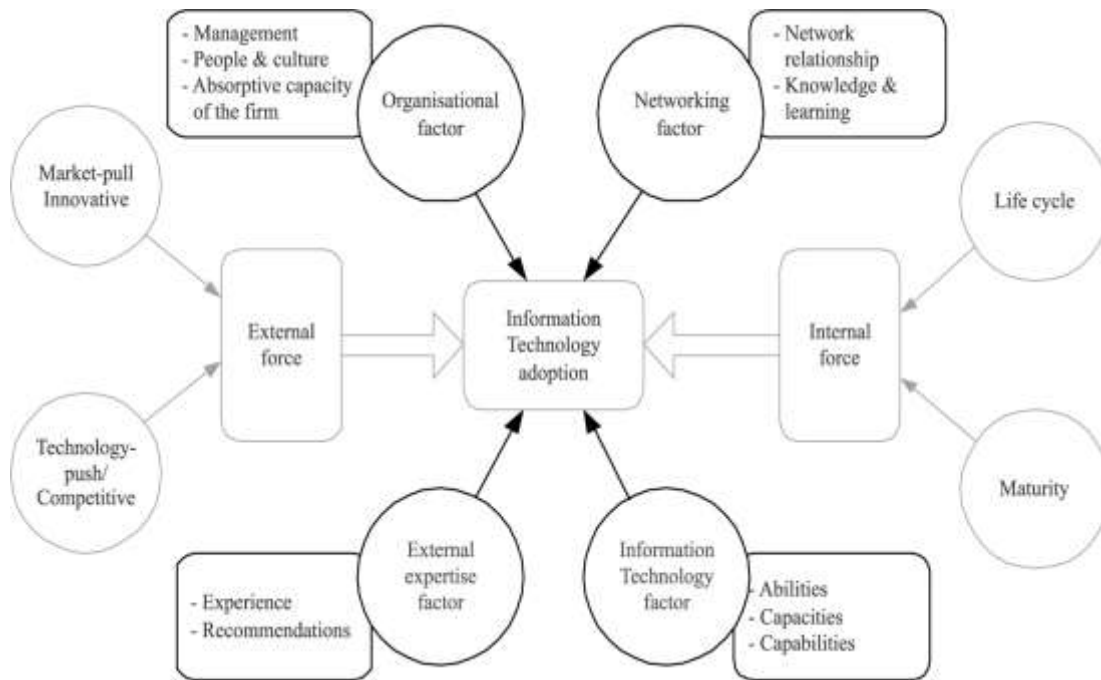 - Management
- People & culture
- Absorptive capacity
of the firm
Organisational
factor
Networking
factor
- Network
relationship
- Knowledge &
learning
Market-pull
Innovative
Life cycle
External
force
Information
Technology
adoption
Internal
force
Technology-
push/
Competitive
Maturity
External
expertise
factor
- Experience
- Recommendations
Information
Technology
factor
- Abilities
- Capacities
- Capabilities